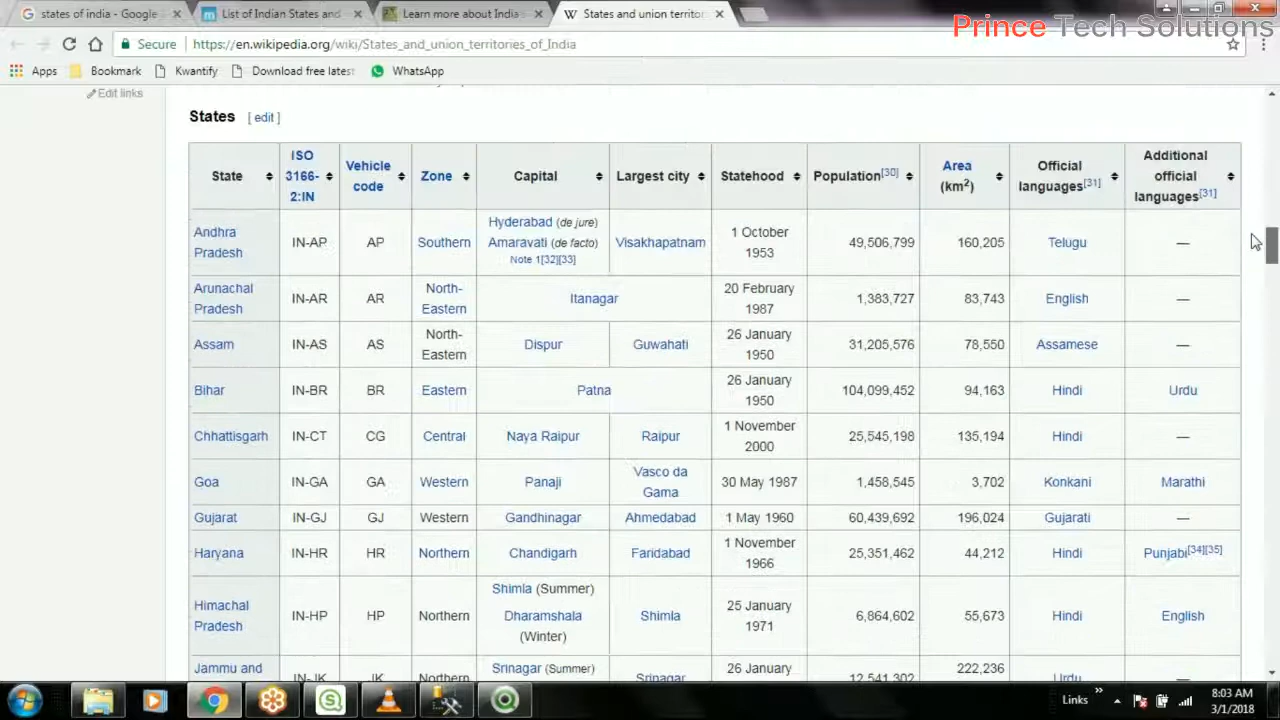 states of india - Google
List of Indian States and
Learn more about India
States and union territor
Prince Tech Solutions
Secure https://en.wikipedia.org/wiki/States_and_union_territories_of_India
Apps Bookmark Kwantify Download free latest WhatsApp
Edit links
States [ edit ]
State ISO 3166-2:IN Vehicle code Zone Capital Largest city Statehood Population[30] Area (km2) Official languages[31] Additional official languages[31]
Andhra Pradesh IN-AP AP Southern Hyderabad (de jure) Amaravati (de facto) Note 1[32][33] Visakhapatnam 1 October 1953 49,506,799 160,205 Telugu —
Arunachal Pradesh IN-AR AR North-Eastern Itanagar 20 February 1987 1,383,727 83,743 English —
Assam IN-AS AS North-Eastern Dispur Guwahati 26 January 1950 31,205,576 78,550 Assamese —
Bihar IN-BR BR Eastern Patna 26 January 1950 104,099,452 94,163 Hindi Urdu
Chhattisgarh IN-CT CG Central Naya Raipur Raipur 1 November 2000 25,545,198 135,194 Hindi —
Goa IN-GA GA Western Panaji Vasco da Gama 30 May 1987 1,458,545 3,702 Konkani Marathi
Gujarat IN-GJ GJ Western Gandhinagar Ahmedabad 1 May 1960 60,439,692 196,024 Gujarati —
Haryana IN-HR HR Northern Chandigarh Faridabad 1 November 1966 25,351,462 44,212 Hindi Punjabi[34][35]
Himachal Pradesh IN-HP HP Northern Shimla (Summer) Dharamshala (Winter) Shimla 25 January 1971 6,864,602 55,673 Hindi English
Jammu and IN-JK JK Northern Srinagar (Summer) Srinagar 26 January 12,541,302 222,236 Urdu
Links
8:03 AM
3/1/2018